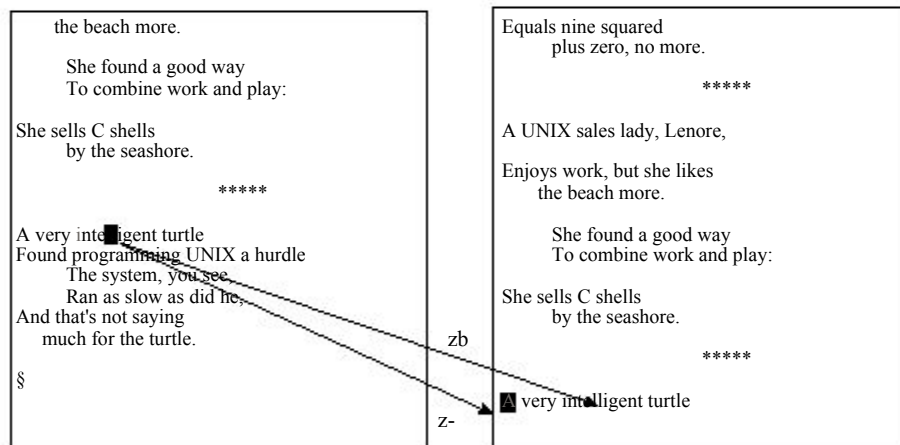 the beach more.
She found a good way
To combine work and play:
She sells C shells
by the seashore.
*****
A very inte ligent turtle
Found programming UNIX a hurdle
The system, you see,
Ran as slow as did he,
And that's not saying
much for the turtle.
§
zb
z-
Equals nine squared
plus zero, no more.
*****
A UNIX sales lady, Lenore,
Enjoys work, but she likes
the beach more.
She found a good way
To combine work and play:
She sells C shells
by the seashore.
*****
A very intelligent turtle